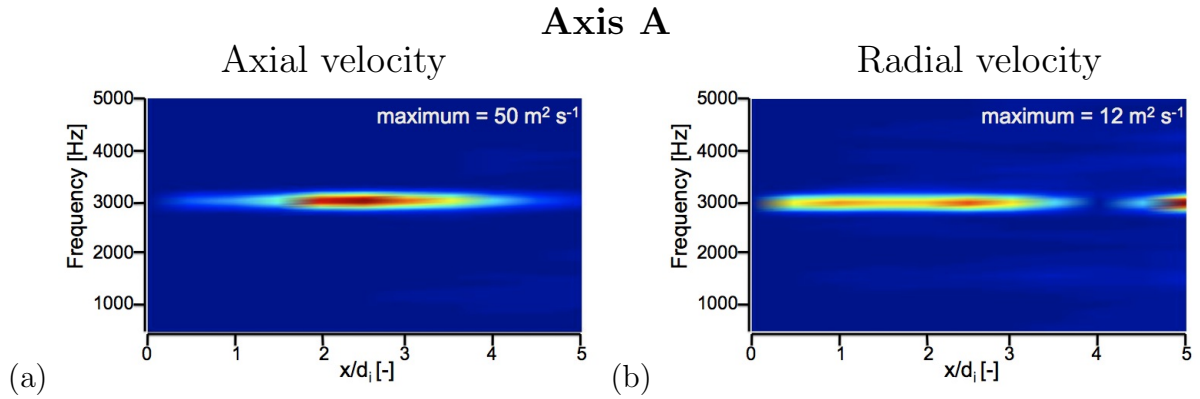 Axis A
Axial velocity
Radial velocity
maximum = 50 m² s⁻¹
5000
4000
3000
2000
1000
Frequency [Hz]
0 1 2 3 4 5
x/dᵢ [-]
(a)
maximum = 12 m² s⁻¹
5000
4000
3000
2000
1000
Frequency [Hz]
0 1 2 3 4 5
x/dᵢ [-]
(b)